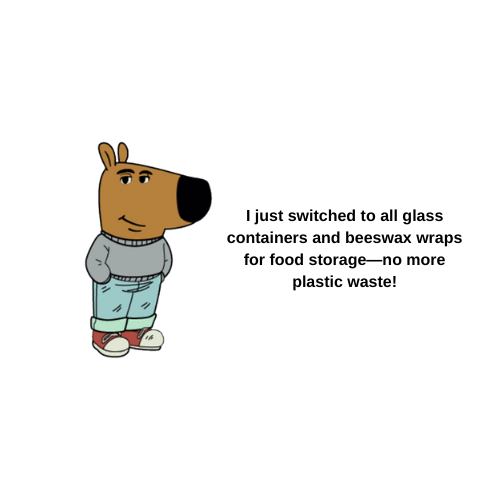 I just switched to all glass
containers and beeswax wraps
for food storage—no more
plastic waste!